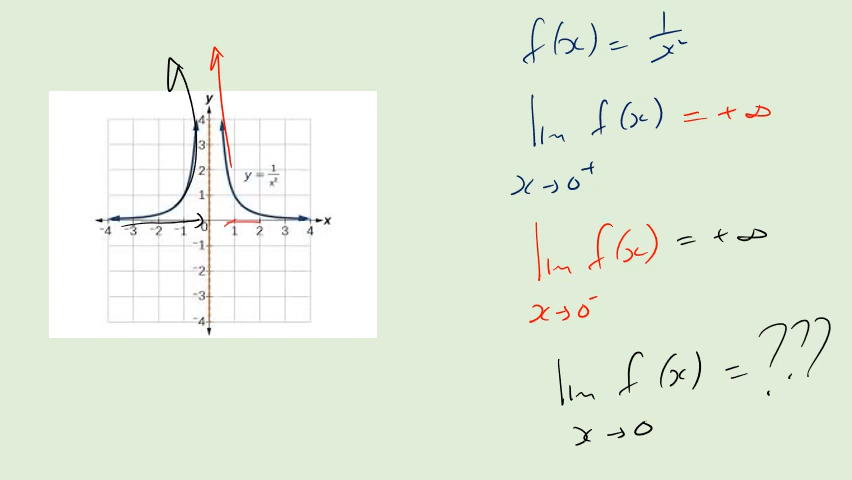 y
4
3
2
y = 1/x²
1
-4 -3 -2 -1 0 1 2 3 4 x
-1
-2
-3
-4
f(x) = 1/x²
lim f(x) = +∞
x→0⁺
lim f(x) = +∞
x→0⁻
lim f(x) = ???
x→0